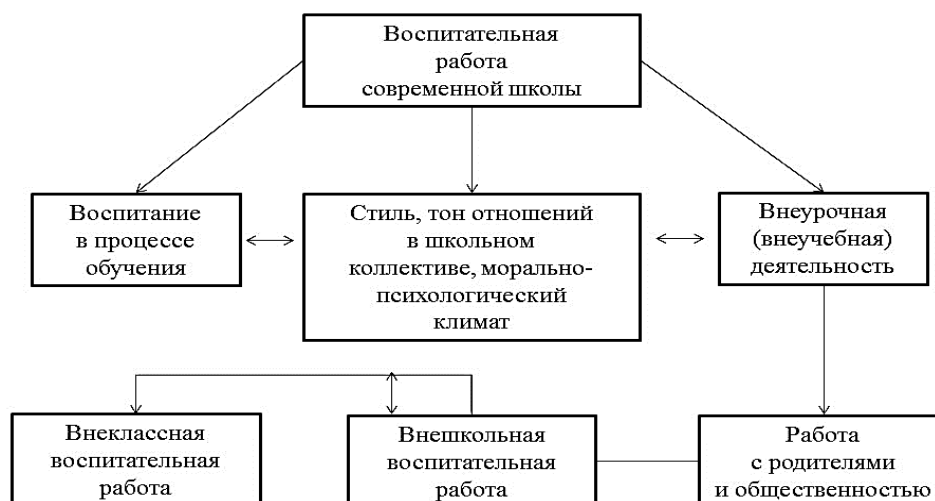 Воспитательная
работа
современной школы
Воспитание
в процессе
обучения
Стиль, тон отношений
в школьном
коллективе, морально-
психологический
климат
Внеурочная
(внеучебная)
деятельность
Внеклассная
воспитательная
работа
Внешкольная
воспитательная
работа
Работа
с родителями
и общественностью